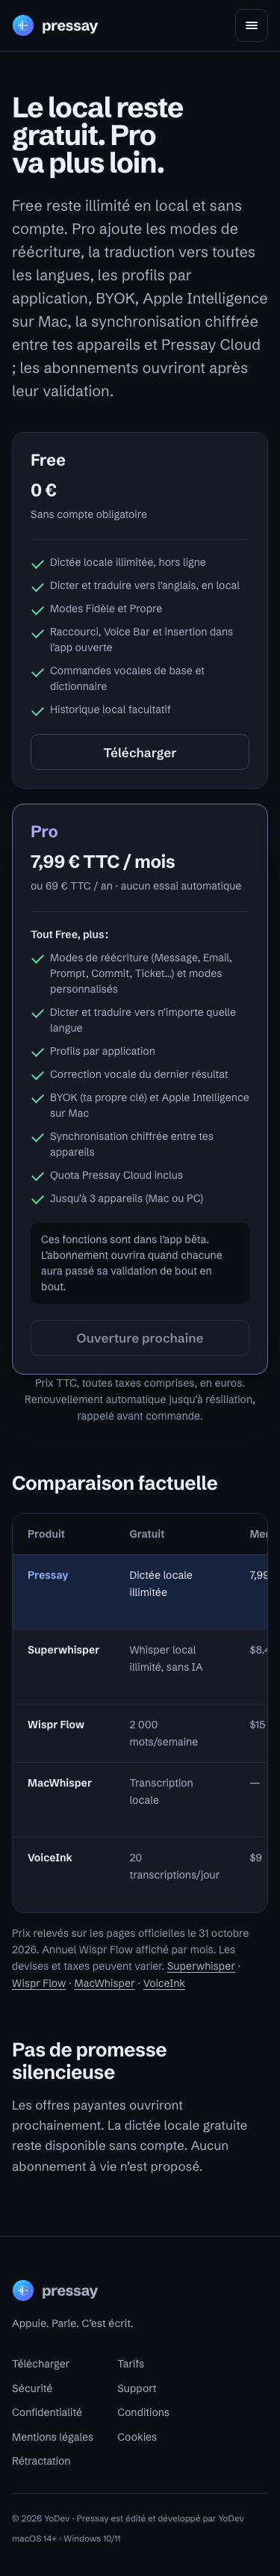 pressay
Le local reste
gratuit. Pro
va plus loin.
Free reste illimité en local et sans
compte. Pro ajoute les modes de
réécriture, la traduction vers toutes
les langues, les profils par
application, BYOK, Apple Intelligence
sur Mac, la synchronisation chiffrée
entre tes appareils et Pressay Cloud
; les abonnements ouvriront après
leur validation.
Free
0 €
Sans compte obligatoire
Dictée locale illimitée, hors ligne
Dicter et traduire vers l’anglais, en local
Modes Fidèle et Propre
Raccourci, Voice Bar et insertion dans
l’app ouverte
Commandes vocales de base et
dictionnaire
Historique local facultatif
Télécharger
Pro
7,99 € TTC / mois
ou 69 € TTC / an · aucun essai automatique
Tout Free, plus :
Modes de réécriture (Message, Email,
Prompt, Commit, Ticket…) et modes
personnalisés
Dicter et traduire vers n’importe quelle
langue
Profils par application
Correction vocale du dernier résultat
BYOK (ta propre clé) et Apple Intelligence
sur Mac
Synchronisation chiffrée entre tes
appareils
Quota Pressay Cloud inclus
Jusqu’à 3 appareils (Mac ou PC)
Ces fonctions sont dans l’app bêta.
L’abonnement ouvrira quand chacune
aura passé sa validation de bout en
bout.
Ouverture prochaine
Prix TTC, toutes taxes comprises, en euros.
Renouvellement automatique jusqu’à résiliation,
rappelé avant commande.
Comparaison factuelle
Produit Gratuit Men
Pressay Dictée locale 7,99
illimitée
Superwhisper Whisper local $8.4
illimité, sans IA
Wispr Flow 2 000 $15
mots/semaine
MacWhisper Transcription —
locale
VoiceInk 20 $9
transcriptions/jour
Prix relevés sur les pages officielles le 31 octobre
2026. Annuel Wispr Flow affiché par mois. Les
devises et taxes peuvent varier. Superwhisper ·
Wispr Flow · MacWhisper · VoiceInk
Pas de promesse
silencieuse
Les offres payantes ouvriront
prochainement. La dictée locale gratuite
reste disponible sans compte. Aucun
abonnement à vie n’est proposé.
pressay
Appuie. Parle. C’est écrit.
Télécharger Tarifs
Sécurité Support
Confidentialité Conditions
Mentions légales Cookies
Rétractation
© 2026 YoDev · Pressay est édité et développé par YoDev
macOS 14+ · Windows 10/11